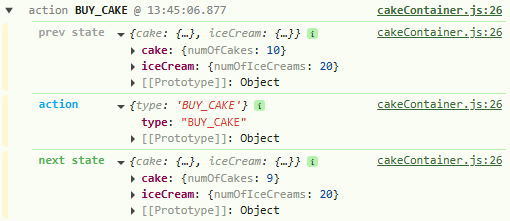 ▼ action BUY_CAKE @ 13:45:06.877 cakeContainer.js:26
prev state ▼ {cake: {…}, iceCream: {…}} i cakeContainer.js:26
▶ cake: {numOfCakes: 10}
▶ iceCream: {numOfIceCreams: 20}
▶ [[Prototype]]: Object
action ▼ {type: 'BUY_CAKE'} i cakeContainer.js:26
type: "BUY_CAKE"
▶ [[Prototype]]: Object
next state ▼ {cake: {…}, iceCream: {…}} i cakeContainer.js:26
▶ cake: {numOfCakes: 9}
▶ iceCream: {numOfIceCreams: 20}
▶ [[Prototype]]: Object